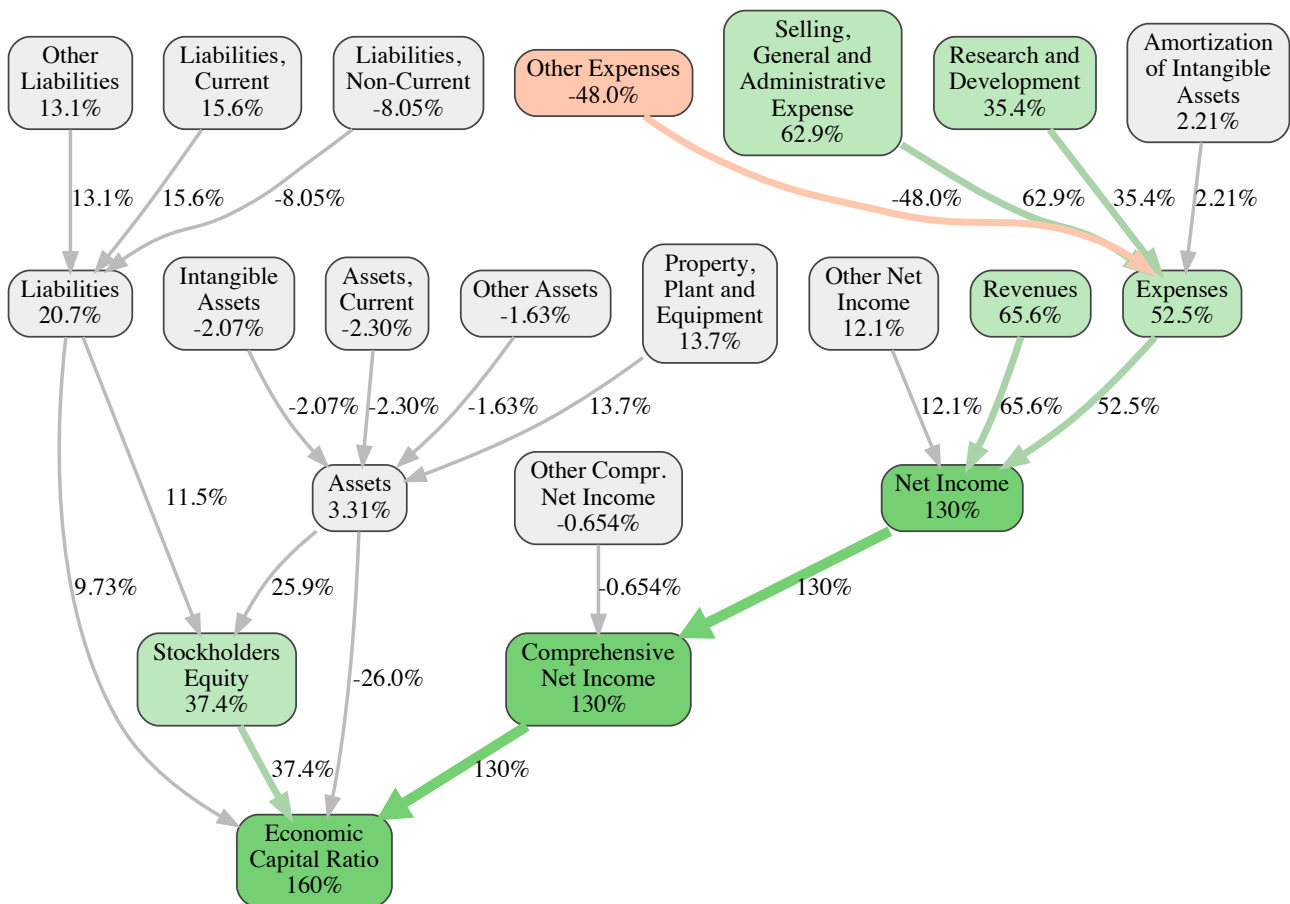 Other
Liabilities
13.1%
Liabilities,
Current
15.6%
Liabilities,
Non-Current
-8.05%
Other Expenses
-48.0%
Selling,
General and
Administrative
Expense
62.9%
Research and
Development
35.4%
Amortization
of Intangible
Assets
2.21%
13.1%
15.6%
-8.05%
-48.0%
62.9%
35.4%
2.21%
Liabilities
20.7%
Intangible
Assets
-2.07%
Assets,
Current
-2.30%
Other Assets
-1.63%
Property,
Plant and
Equipment
13.7%
Other Net
Income
12.1%
Revenues
65.6%
Expenses
52.5%
-2.07%
-2.30%
-1.63%
13.7%
12.1%
65.6%
52.5%
11.5%
Assets
3.31%
Other Compr.
Net Income
-0.654%
Net Income
130%
9.73%
25.9%
-0.654%
130%
Stockholders
Equity
37.4%
-26.0%
Comprehensive
Net Income
130%
37.4%
130%
Economic
Capital Ratio
160%